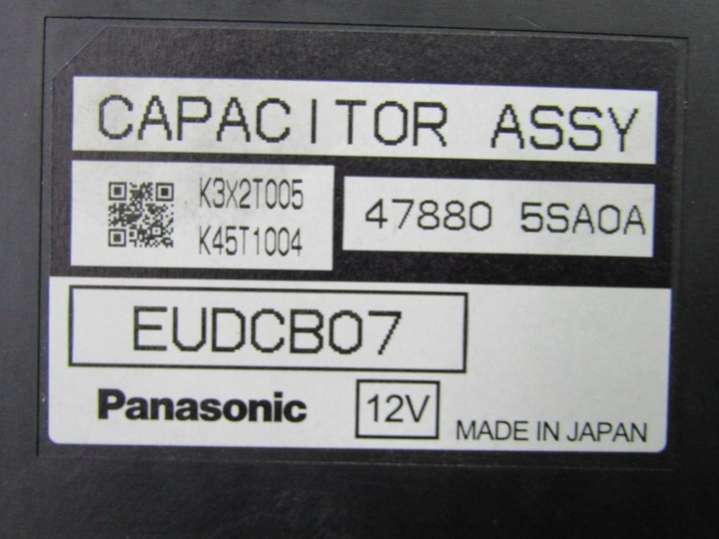 CAPACITOR ASSY
K3X2T005
K45T1004
47880 5SA0A
EUDCB07
Panasonic
12V
MADE IN JAPAN